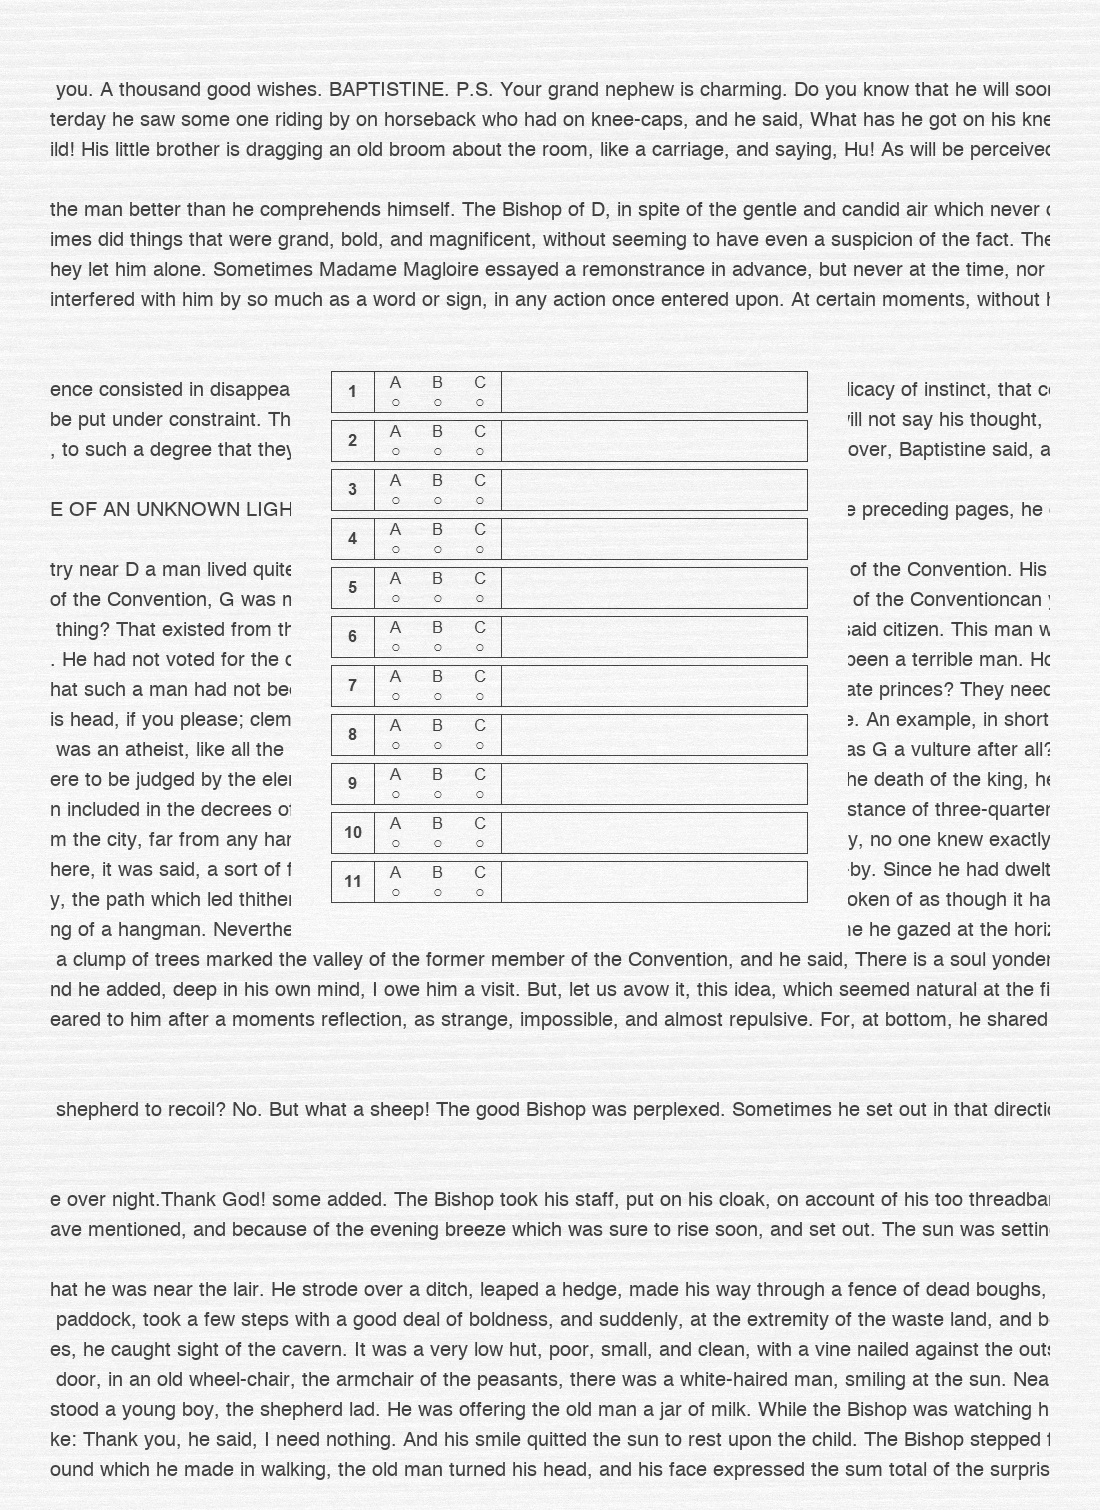 you. A thousand good wishes. BAPTISTINE. P.S. Your grand nephew is charming. Do you know that he will soon
terday he saw some one riding by on horseback who had on knee-caps, and he said, What has he got on his kne
ild! His little brother is dragging an old broom about the room, like a carriage, and saying, Hu! As will be perceived
the man better than he comprehends himself. The Bishop of D, in spite of the gentle and candid air which never
imes did things that were grand, bold, and magnificent, without seeming to have even a suspicion of the fact. The
hey let him alone. Sometimes Madame Magloire essayed a remonstrance in advance, but never at the time, nor
interfered with him by so much as a word or sign, in any action once entered upon. At certain moments, without
ence consisted in disappea
be put under constraint. Th
, to such a degree that they
E OF AN UNKNOWN LIGH
try near D a man lived quite
of the Convention, G was m
thing? That existed from th
. He had not voted for the
hat such a man had not bee
is head, if you please; clem
was an atheist, like all the
ere to be judged by the eler
n included in the decrees of
m the city, far from any har
here, it was said, a sort of f
y, the path which led thither
ng of a hangman. Neverthe
1 A B C
2 A B C
3 A B C
4 A B C
5 A B C
6 A B C
7 A B C
8 A B C
9 A B C
10 A B C
11 A B C
licacy of instinct, that c
ill not say his thought,
over, Baptistine said, a
e preceding pages, he
of the Convention. His
of the Conventioncan
said citizen. This man w
been a terrible man. Ho
ate princes? They need
e. An example, in short
as G a vulture after all?
he death of the king, he
stance of three-quarter
y, no one knew exactly
by. Since he had dwelt
oken of as though it ha
he gazed at the hori
a clump of trees marked the valley of the former member of the Convention, and he said, There is a soul yonder
nd he added, deep in his own mind, I owe him a visit. But, let us avow it, this idea, which seemed natural at the fi
eared to him after a moments reflection, as strange, impossible, and almost repulsive. For, at bottom, he shared
shepherd to recoil? No. But what a sheep! The good Bishop was perplexed. Sometimes he set out in that directi
e over night.Thank God! some added. The Bishop took his staff, put on his cloak, on account of his too threadba
ave mentioned, and because of the evening breeze which was sure to rise soon, and set out. The sun was settin
hat he was near the lair. He strode over a ditch, leaped a hedge, made his way through a fence of dead boughs,
paddock, took a few steps with a good deal of boldness, and suddenly, at the extremity of the waste land, and b
es, he caught sight of the cavern. It was a very low hut, poor, small, and clean, with a vine nailed against the outs
door, in an old wheel-chair, the armchair of the peasants, there was a white-haired man, smiling at the sun. Nea
stood a young boy, the shepherd lad. He was offering the old man a jar of milk. While the Bishop was watching h
ke: Thank you, he said, I need nothing. And his smile quitted the sun to rest upon the child. The Bishop stepped f
ound which he made in walking, the old man turned his head, and his face expressed the sum total of the surpris